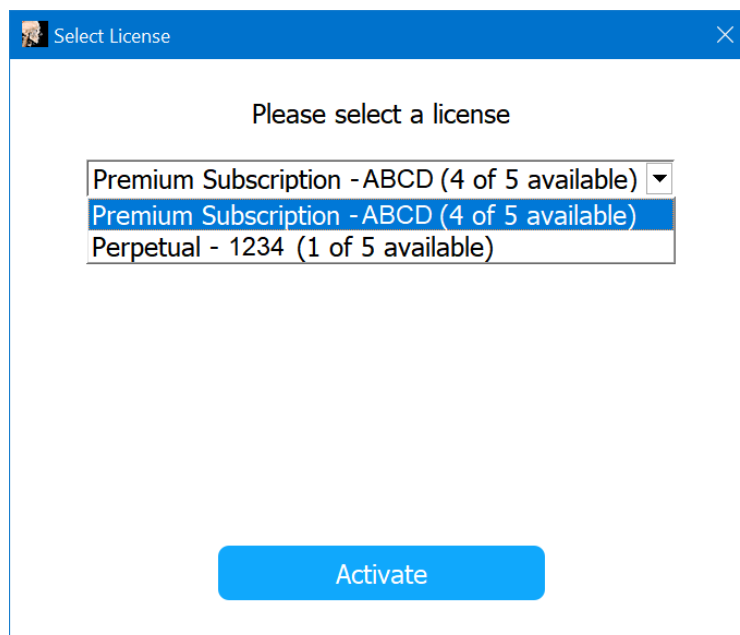 Select License
Please select a license
Premium Subscription - ABCD (4 of 5 available)
Premium Subscription - ABCD (4 of 5 available)
Perpetual - 1234 (1 of 5 available)
Activate